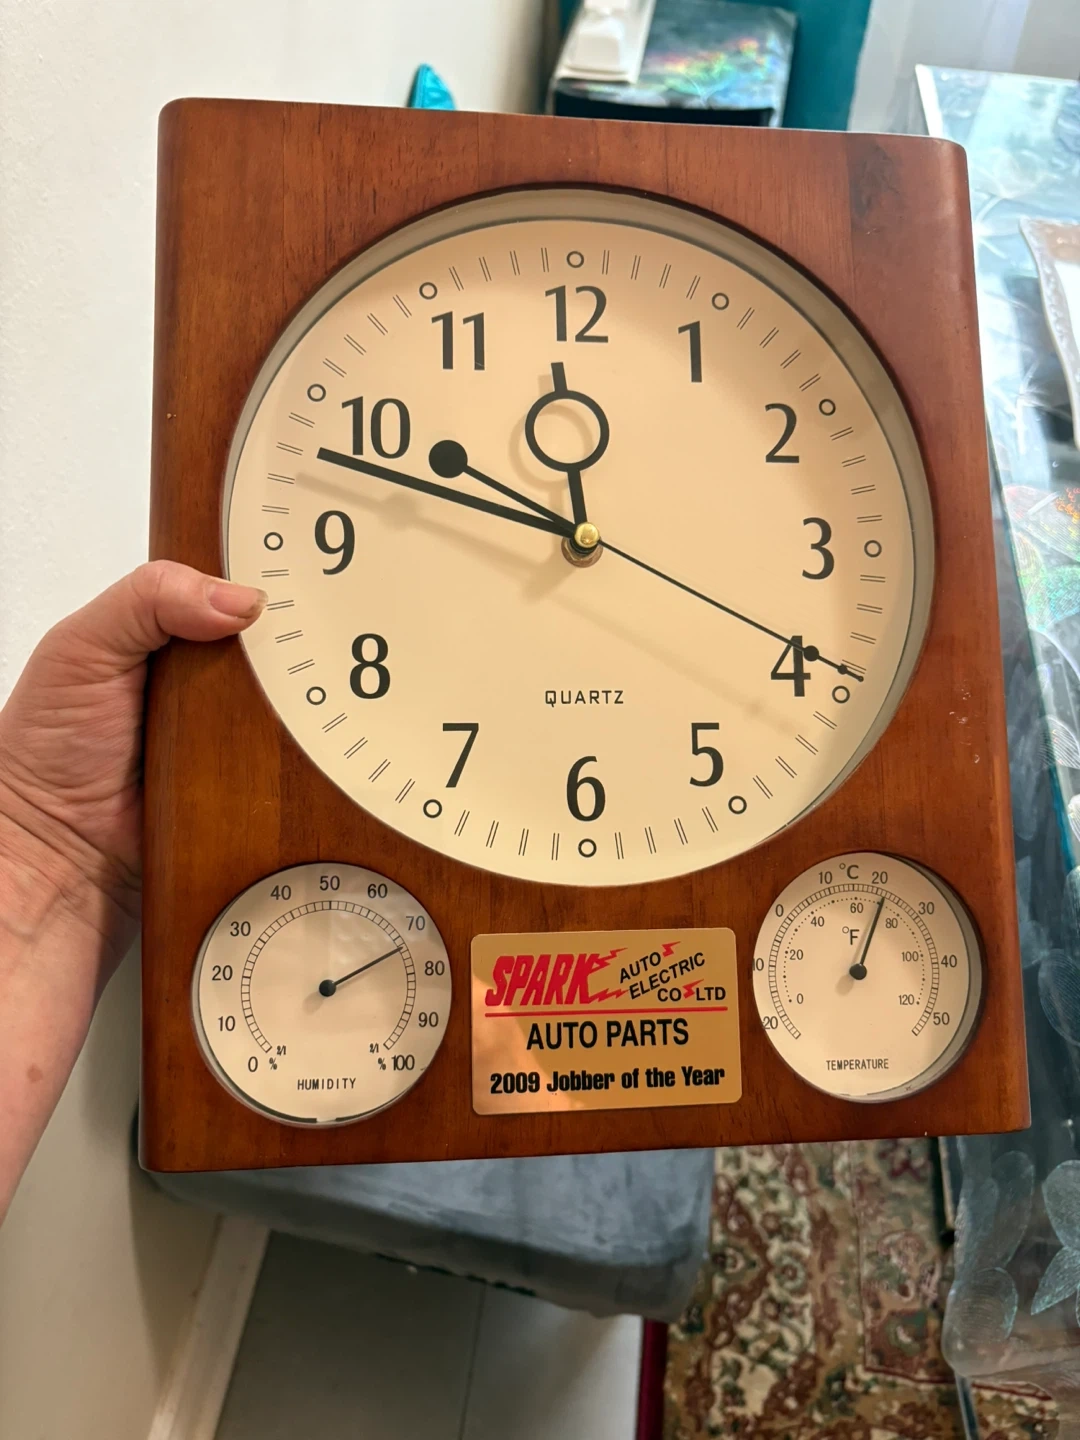 12
11
1
10
2
9
3
8
4
7
5
6
QUARTZ
0
10
20
30
40
50
60
70
80
90
100
% %
HUMIDITY
SPARK AUTO ELECTRIC CO LTD
AUTO PARTS
2009 Jobber of the Year
20 10 0 10 °C 20 30 40 50
0 20 40 60 80 100 120
°F
TEMPERATURE